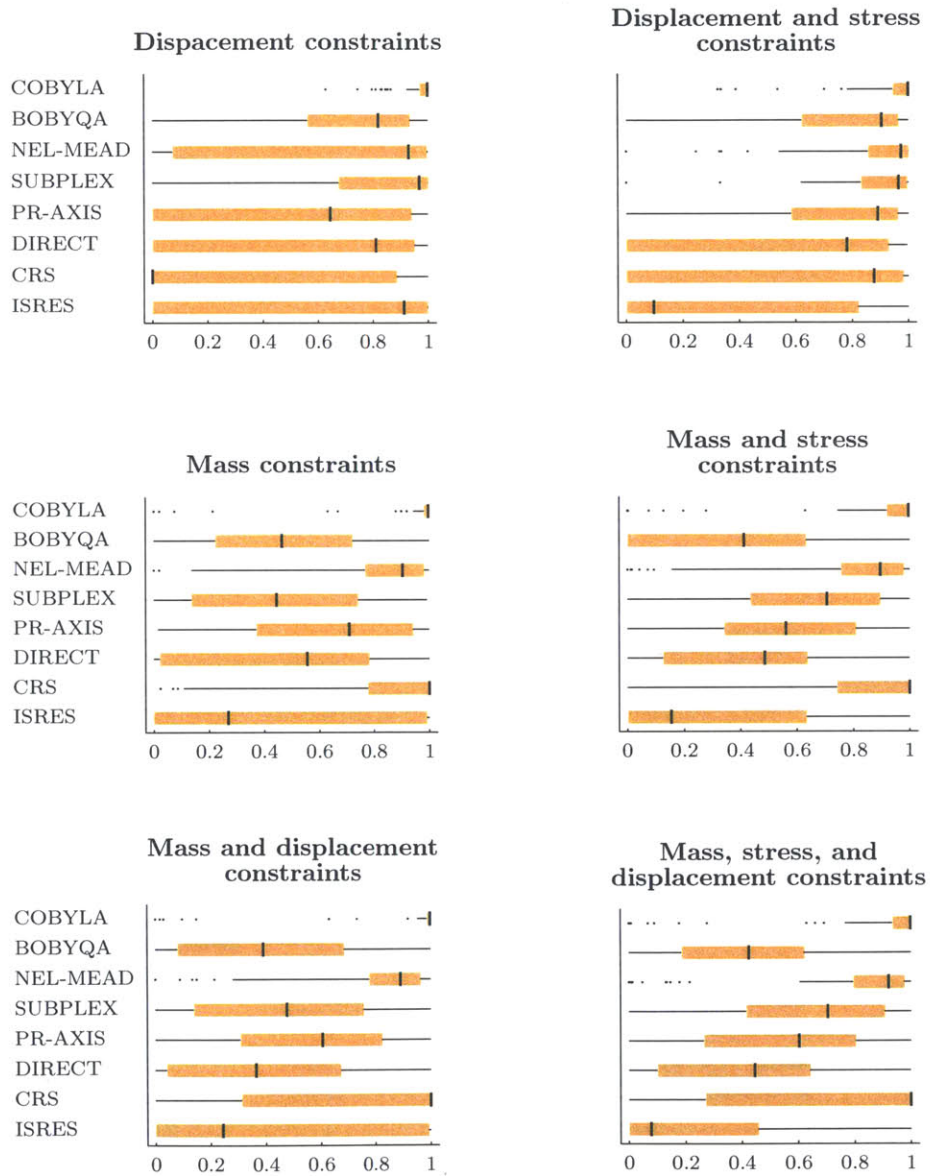 Dispacement constraints
COBYLA
BOBYQA
NEL-MEAD
SUBPLEX
PR-AXIS
DIRECT
CRS
ISRES
0 0.2 0.4 0.6 0.8 1
Displacement and stress
constraints
0 0.2 0.4 0.6 0.8 1
Mass constraints
COBYLA
BOBYQA
NEL-MEAD
SUBPLEX
PR-AXIS
DIRECT
CRS
ISRES
0 0.2 0.4 0.6 0.8 1
Mass and stress
constraints
0 0.2 0.4 0.6 0.8 1
Mass and displacement
constraints
COBYLA
BOBYQA
NEL-MEAD
SUBPLEX
PR-AXIS
DIRECT
CRS
ISRES
0 0.2 0.4 0.6 0.8 1
Mass, stress, and
displacement constraints
0 0.2 0.4 0.6 0.8 1